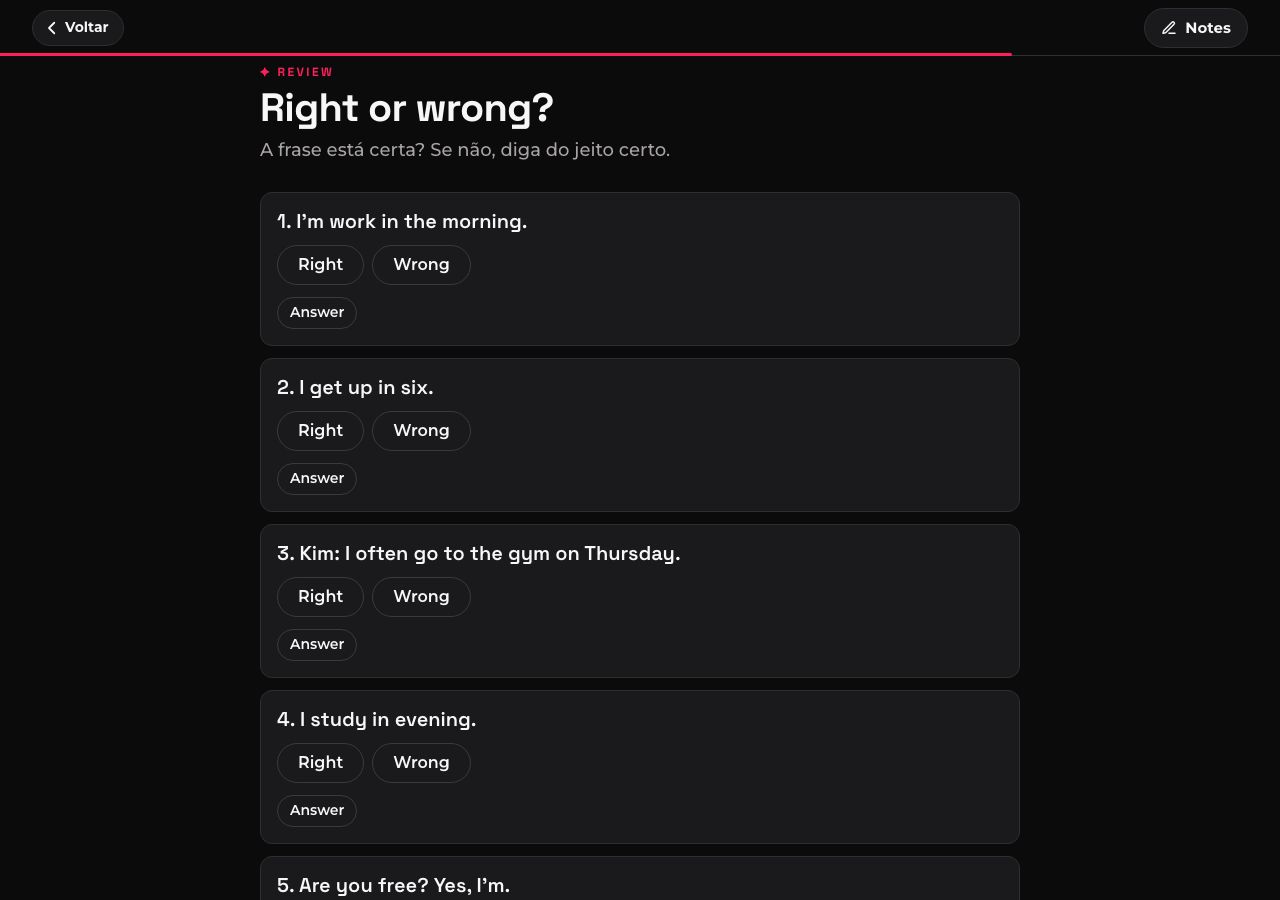 Voltar
Notes
REVIEW
Right or wrong?
A frase está certa? Se não, diga do jeito certo.
1. I'm work in the morning.
Right Wrong
Answer
2. I get up in six.
Right Wrong
Answer
3. Kim: I often go to the gym on Thursday.
Right Wrong
Answer
4. I study in evening.
Right Wrong
Answer
5. Are you free? Yes, I'm.